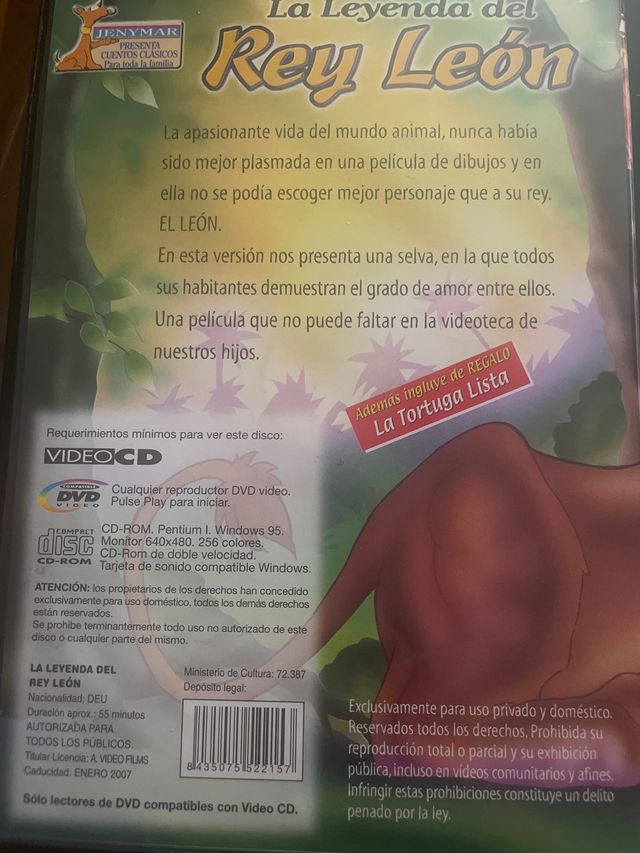 La Leyenda del
Rey León
JENYMAR
PRESENTA
CUENTOS CLÁSICOS
Para toda la familia
La apasionante vida del mundo animal, nunca había
sido mejor plasmada en una película de dibujos y en
ella no se podía escoger mejor personaje que a su rey.
EL LEÓN.
En esta versión nos presenta una selva, en la que todos
sus habitantes demuestran el grado de amor entre ellos.
Una película que no puede faltar en la videoteca de
nuestros hijos.
Además incluye de REGALO
La Tortuga Lista
Requerimientos mínimos para ver este disco:
VIDEO CD
COMPATIBLE
DVD
VIDEO
Cualquier reproductor DVD video.
Pulse Play para iniciar.
COMPACT
disc
CD-ROM
CD-ROM. Pentium I. Windows 95.
Monitor 640x480. 256 colores.
CD-Rom de doble velocidad.
Tarjeta de sonido compatible Windows.
ATENCIÓN: los propietarios de los derechos han concedido
exclusivamente para uso doméstico, todos los demás derechos
están reservados.
Se prohibe terminantemente todo uso no autorizado de este
disco o cualquier parte del mismo.
LA LEYENDA DEL
REY LEÓN
Nacionalidad: DEU
Duración aprox.: 55 minutos
AUTORIZADA PARA
TODOS LOS PÚBLICOS.
Titular Licencia: A. VIDEO FILMS
Caducidad: ENERO 2007
Ministerio de Cultura: 72.387
Depósito legal:
8 435075 522157
Sólo lectores de DVD compatibles con Video CD.
Exclusivamente para uso privado y doméstico.
Reservados todos los derechos. Prohibida su
reproducción total o parcial y su exhibición
pública, incluso en vídeos comunitarios y afines.
Infringir estas prohibiciones constituye un delito
penado por la ley.